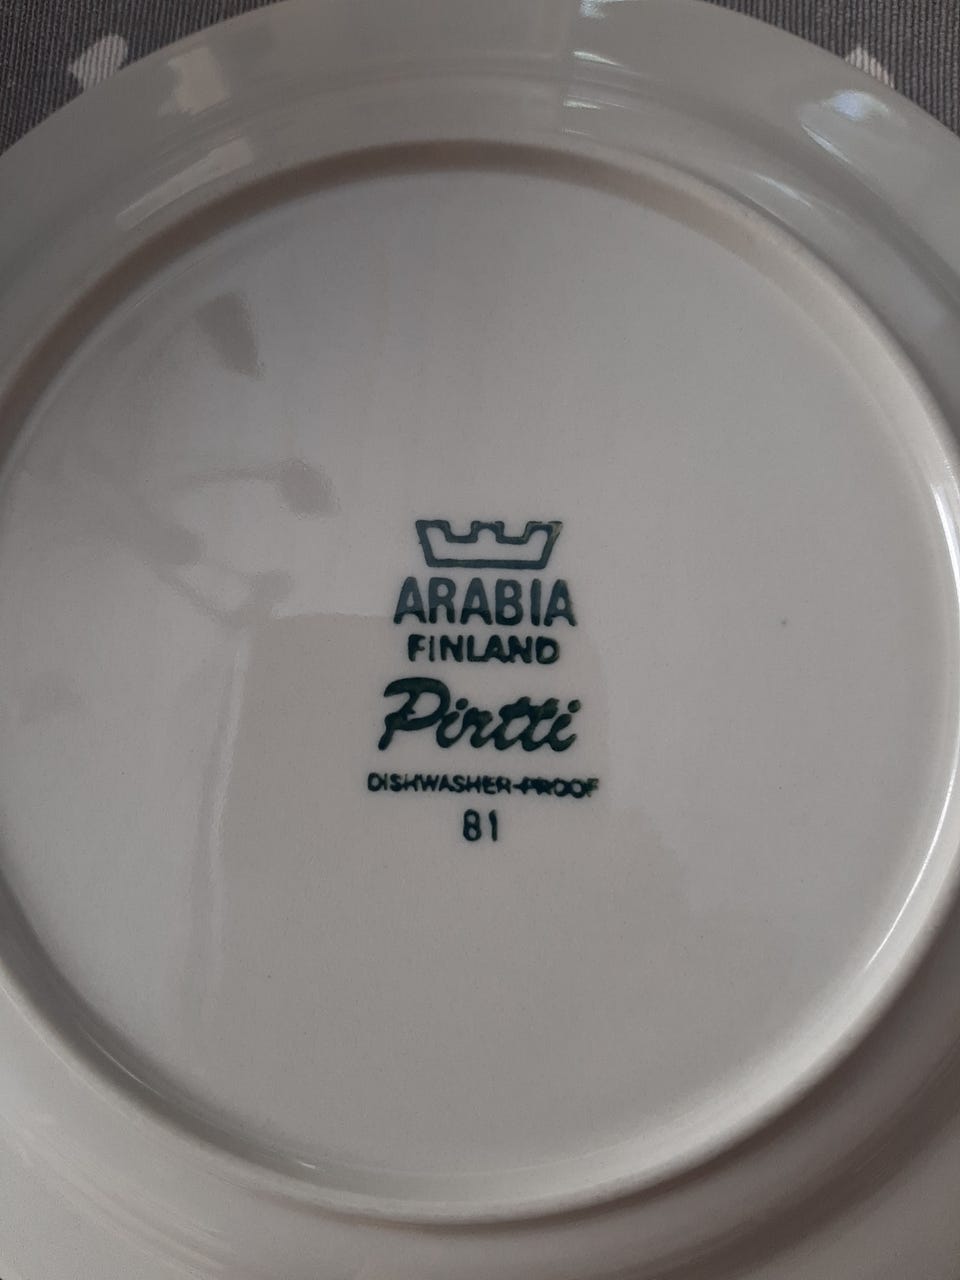 ARABIA
FINLAND
Pirtti
DISHWASHER-PROOF
81